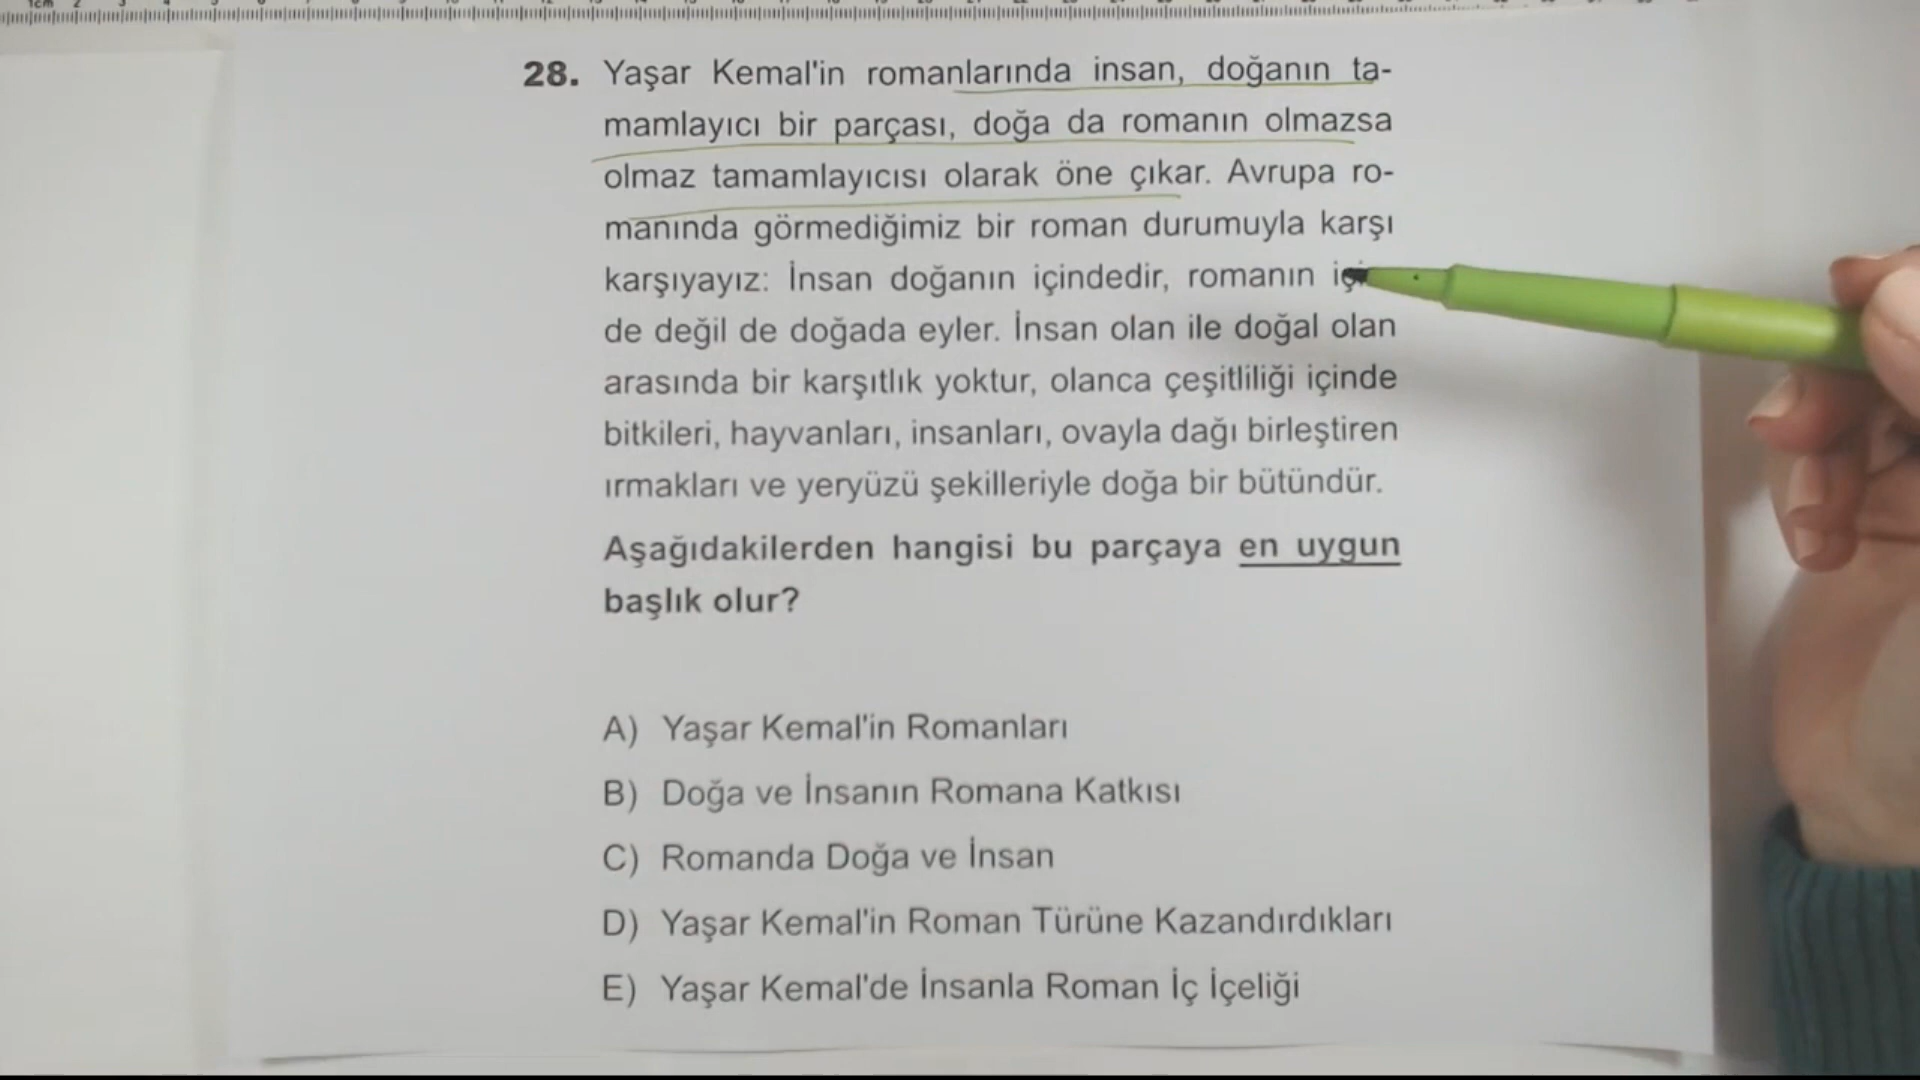 28. Yaşar Kemal'in romanlarında insan, doğanın ta-
mamlayıcı bir parçası, doğa da romanın olmazsa
olmaz tamamlayıcısı olarak öne çıkar. Avrupa ro-
manında görmediğimiz bir roman durumuyla karşı
karşıyayız: İnsan doğanın içindedir, romanın
de değil de doğada eyler. İnsan olan ile doğal olan
arasında bir karşıtlık yoktur, olanca çeşitliliği içinde
bitkileri, hayvanları, insanları, ovayla dağı birleştiren
ırmakları ve yeryüzü şekilleriyle doğa bir bütündür.
Aşağıdakilerden hangisi bu parçaya en uygun
başlık olur?
A) Yaşar Kemal'in Romanları
B) Doğa ve İnsanın Romana Katkısı
C) Romanda Doğa ve İnsan
D) Yaşar Kemal'in Roman Türüne Kazandırdıkları
E) Yaşar Kemal'de İnsanla Roman İç İçeliği